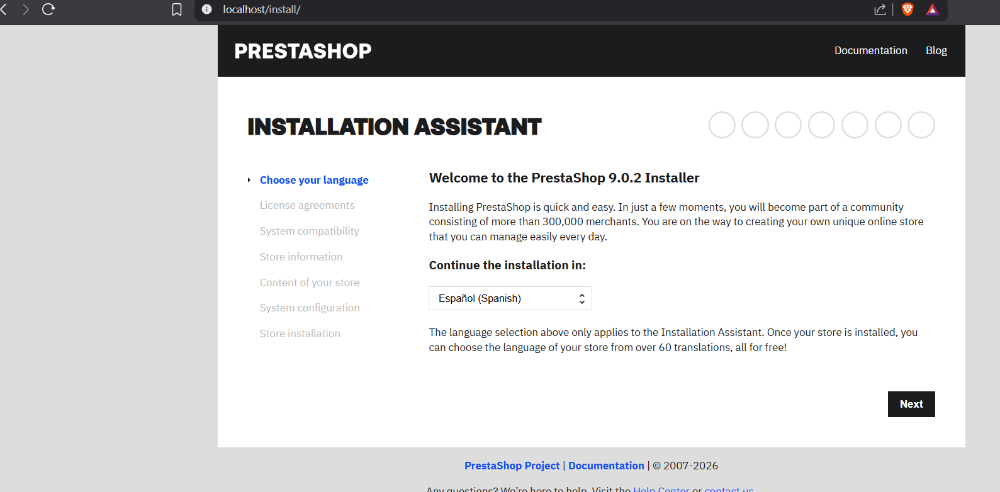 localhost/install/
PRESTASHOP
Documentation
Blog
INSTALLATION ASSISTANT
Choose your language
License agreements
System compatibility
Store information
Content of your store
System configuration
Store installation
Welcome to the PrestaShop 9.0.2 Installer
Installing PrestaShop is quick and easy. In just a few moments, you will become part of a community
consisting of more than 300,000 merchants. You are on the way to creating your own unique online store
that you can manage easily every day.
Continue the installation in:
Español (Spanish)
The language selection above only applies to the Installation Assistant. Once your store is installed, you
can choose the language of your store from over 60 translations, all for free!
Next
PrestaShop Project | Documentation | © 2007-2026
Any questions? We’re here to help. Visit the Help Center or contact us